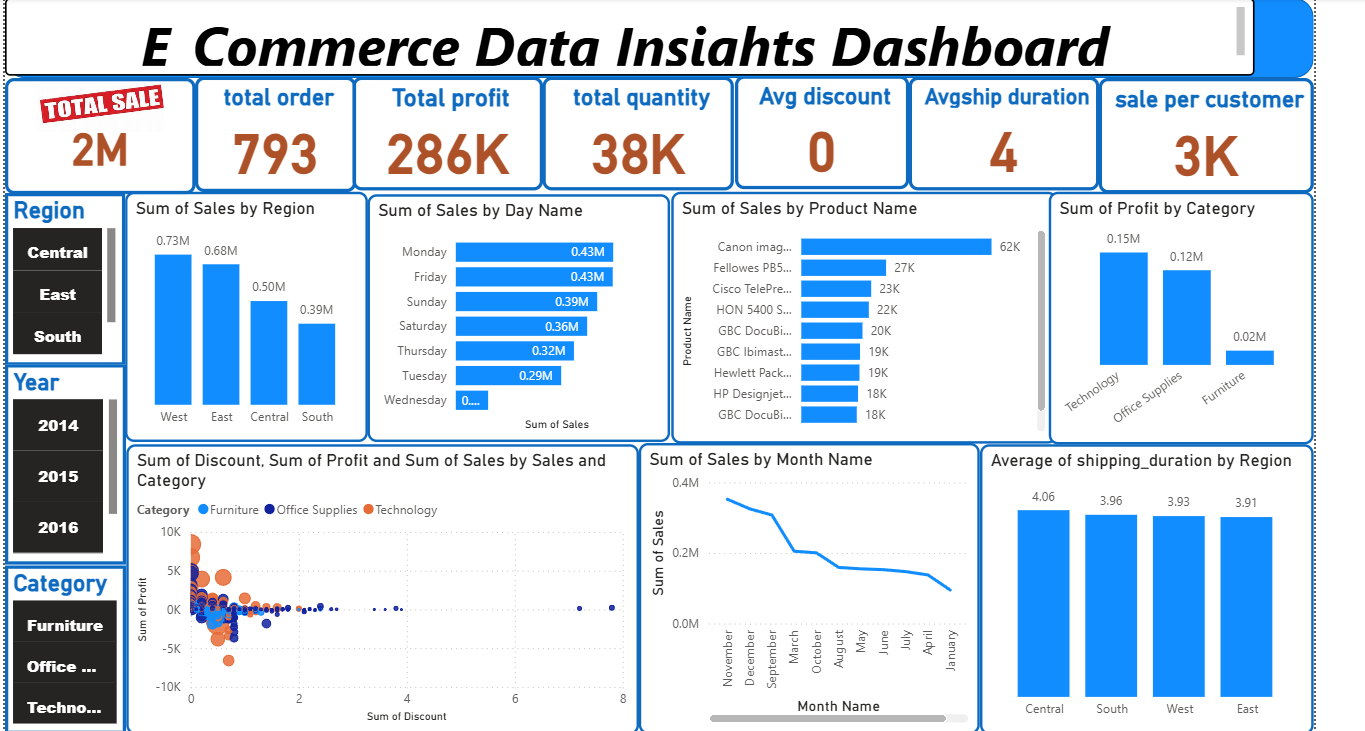 E Commerce Data Insiahts Dashboard
TOTAL SALE
2M
total order
793
Total profit
286K
total quantity
38K
Avg discount
0
Avgship duration
4
sale per customer
3K
Region
Central
East
South
Year
2014
2015
2016
Category
Furniture
Office ...
Techno...
Sum of Sales by Region
0.73M
0.68M
0.50M
0.39M
West East Central South
Sum of Sales by Day Name
Monday 0.43M
Friday 0.43M
Sunday 0.39M
Saturday 0.36M
Thursday 0.32M
Tuesday 0.29M
Wednesday 0....
Sum of Sales
Sum of Sales by Product Name
Product Name
Canon imag... 62K
Fellowes PB5... 27K
Cisco TelePre... 23K
HON 5400 S... 22K
GBC DocuBi... 20K
GBC Ibimast... 19K
Hewlett Pack... 19K
HP Designjet... 18K
GBC DocuBi... 18K
Sum of Profit by Category
0.15M
0.12M
0.02M
Technology
Office Supplies
Furniture
Sum of Discount, Sum of Profit and Sum of Sales by Sales and
Category
Category Furniture Office Supplies Technology
Sum of Profit
10K
5K
0K
-5K
-10K
0 2 4 6 8
Sum of Discount
Sum of Sales by Month Name
Sum of Sales
0.4M
0.2M
0.0M
November
December
September
March
October
August
May
June
July
April
January
Month Name
Average of shipping_duration by Region
4.06 3.96 3.93 3.91
Central South West East